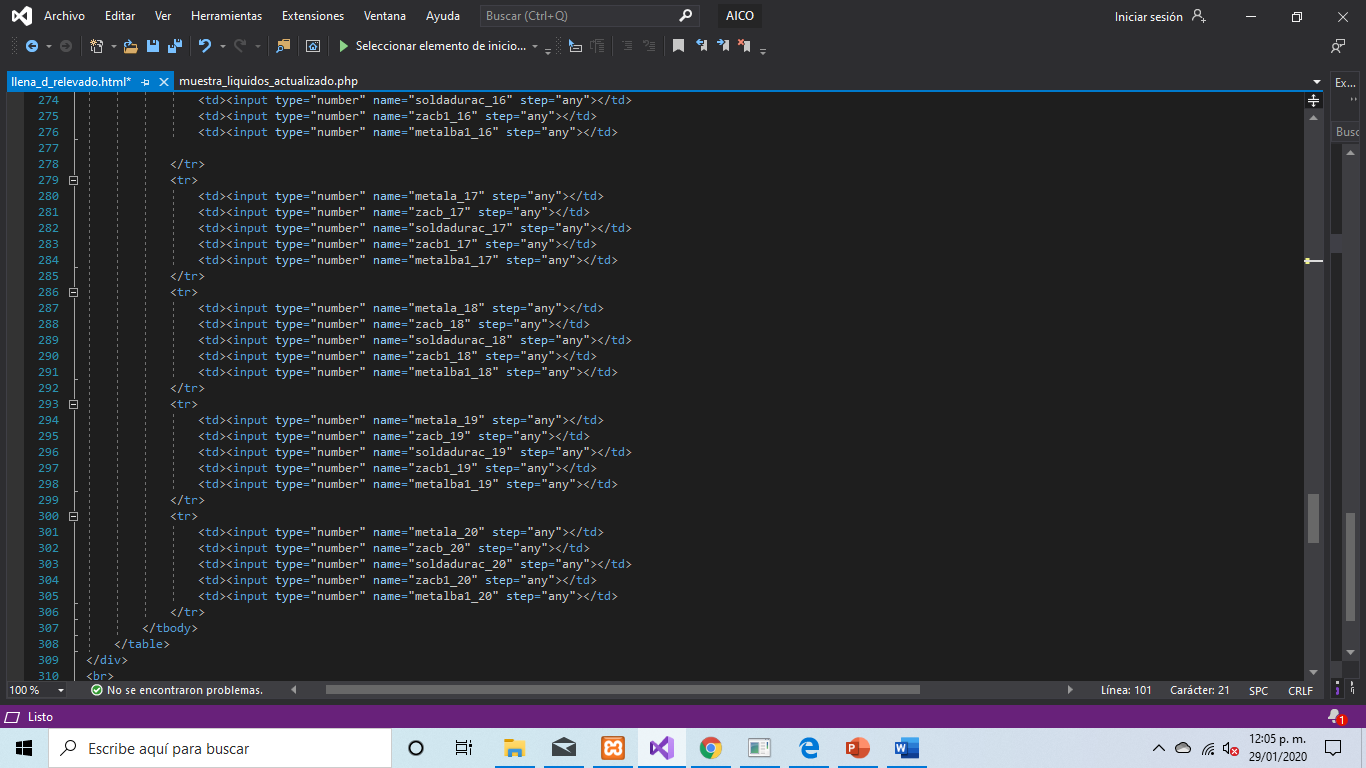 Archivo Editar Ver Herramientas Extensiones Ventana Ayuda Buscar (Ctrl+Q) AICO Iniciar sesión
Seleccionar elemento de inicio...
llena_d_relevado.html* muestra_liquidos_actualizado.php Ex...
274 <td><input type="number" name="soldadurac_16" step="any"></td>
275 <td><input type="number" name="zacb1_16" step="any"></td>
276 <td><input type="number" name="metalba1_16" step="any"></td>
277
278 </tr>
279 <tr>
280 <td><input type="number" name="metala_17" step="any"></td>
281 <td><input type="number" name="zacb_17" step="any"></td>
282 <td><input type="number" name="soldadurac_17" step="any"></td>
283 <td><input type="number" name="zacb1_17" step="any"></td>
284 <td><input type="number" name="metalba1_17" step="any"></td>
285 </tr>
286 <tr>
287 <td><input type="number" name="metala_18" step="any"></td>
288 <td><input type="number" name="zacb_18" step="any"></td>
289 <td><input type="number" name="soldadurac_18" step="any"></td>
290 <td><input type="number" name="zacb1_18" step="any"></td>
291 <td><input type="number" name="metalba1_18" step="any"></td>
292 </tr>
293 <tr>
294 <td><input type="number" name="metala_19" step="any"></td>
295 <td><input type="number" name="zacb_19" step="any"></td>
296 <td><input type="number" name="soldadurac_19" step="any"></td>
297 <td><input type="number" name="zacb1_19" step="any"></td>
298 <td><input type="number" name="metalba1_19" step="any"></td>
299 </tr>
300 <tr>
301 <td><input type="number" name="metala_20" step="any"></td>
302 <td><input type="number" name="zacb_20" step="any"></td>
303 <td><input type="number" name="soldadurac_20" step="any"></td>
304 <td><input type="number" name="zacb1_20" step="any"></td>
305 <td><input type="number" name="metalba1_20" step="any"></td>
306 </tr>
307 </tbody>
308 </table>
309 </div>
310 <br>
Busc
100 % No se encontraron problemas. Línea: 101 Carácter: 21 SPC CRLF
Listo 1
Escribe aquí para buscar
12:05 p. m.
29/01/2020